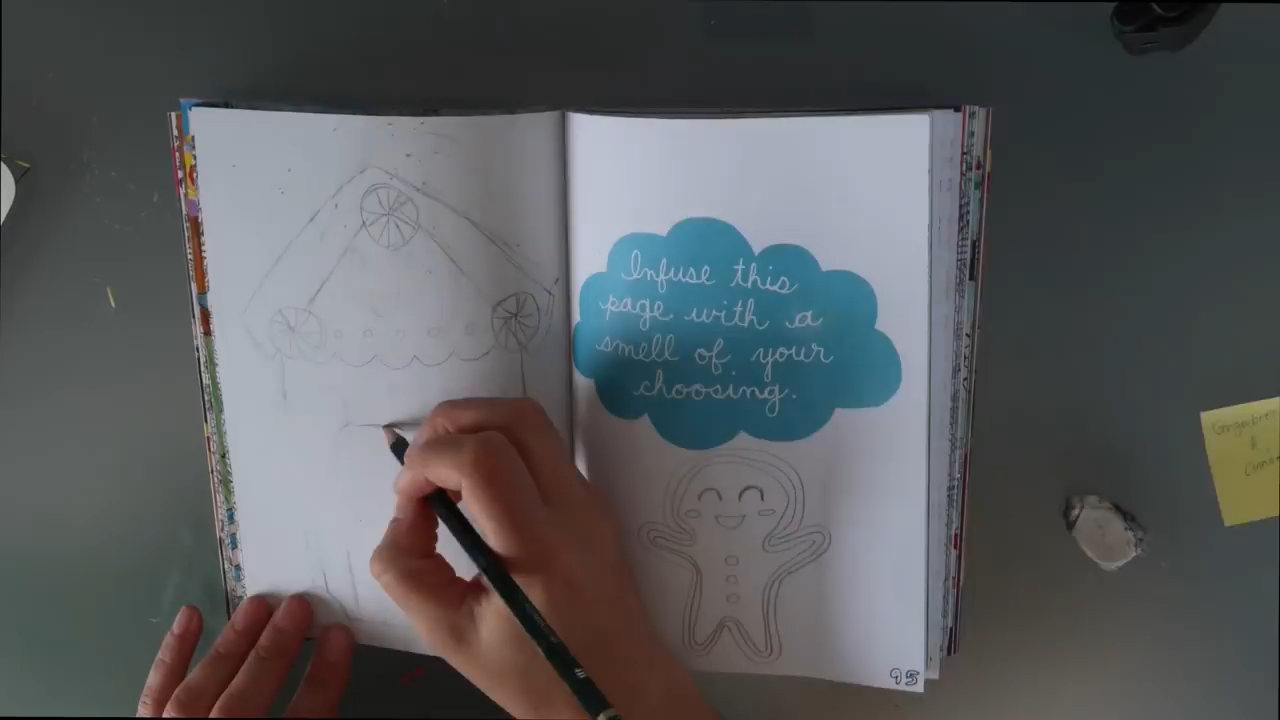 Infuse this
page with a
smell of your
choosing.
95